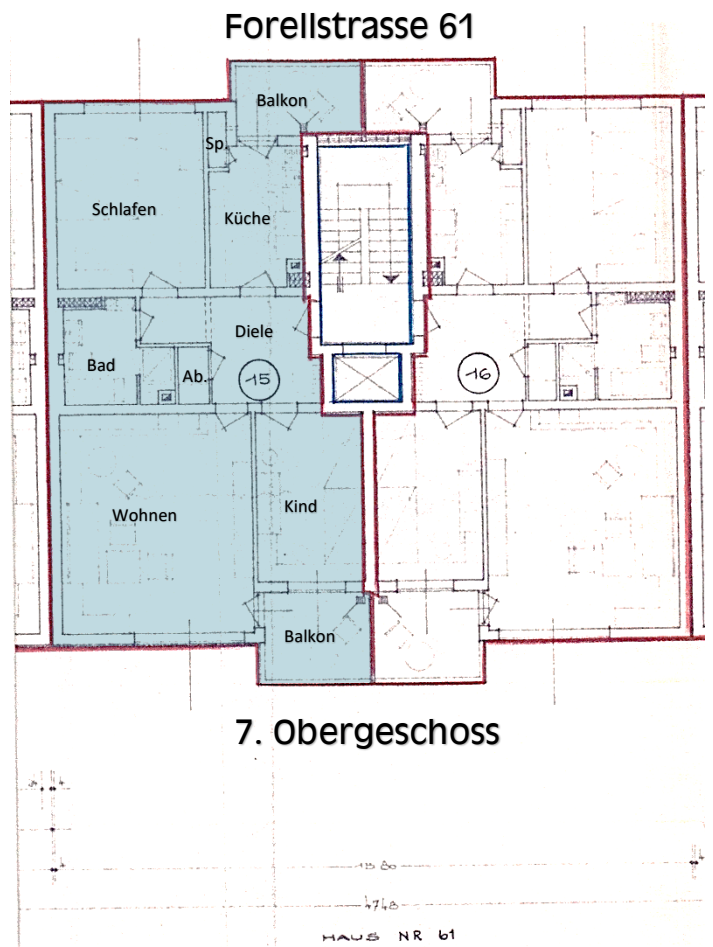 Forellstrasse 61
Balkon
Sp.
Schlafen
Küche
Diele
Bad
Ab.
15
16
Wohnen
Kind
Balkon
7. Obergeschoss
4748
HAUS NR 61